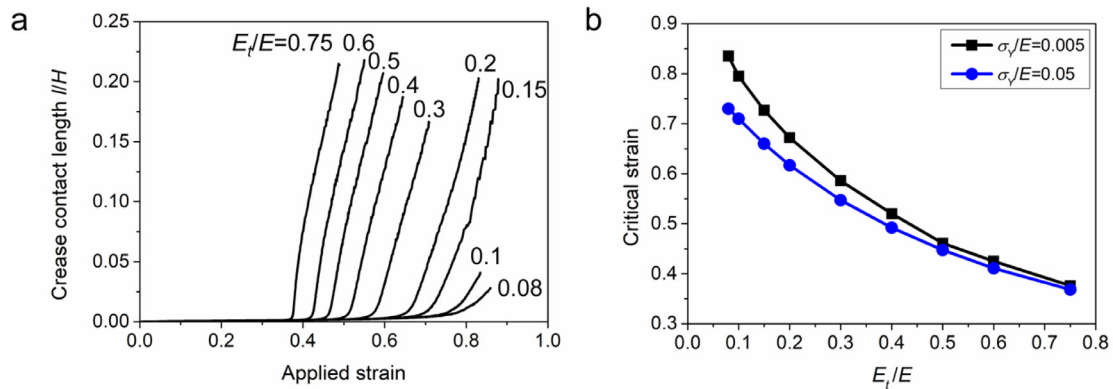 a
0.25
0.20
0.15
0.10
0.05
0.00
Crease contact length l/H
Eₜ/E=0.75
0.6
0.5
0.4
0.3
0.2
0.15
0.1
0.08
0.0 0.2 0.4 0.6 0.8 1.0
Applied strain
b
0.9
0.8
0.7
0.6
0.5
0.4
0.3
Critical strain
σ_Y/E=0.005
σ_Y/E=0.05
0.0 0.1 0.2 0.3 0.4 0.5 0.6 0.7 0.8
Eₜ/E